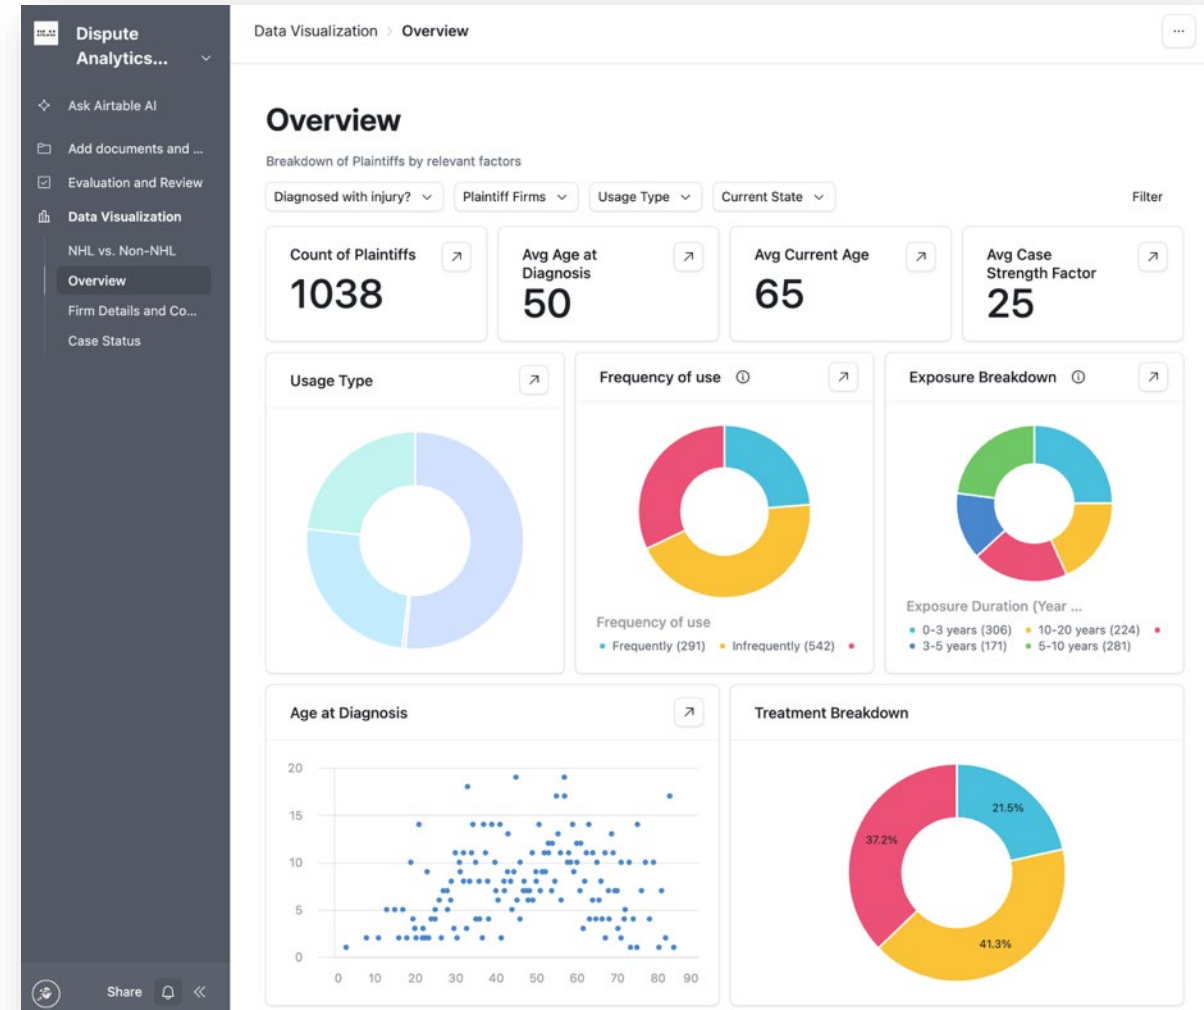 Dispute
Analytics...
Ask Airtable AI
Add documents and ...
Evaluation and Review
Data Visualization
NHL vs. Non-NHL
Overview
Firm Details and Co...
Case Status
Share
Data Visualization > Overview
Overview
Breakdown of Plaintiffs by relevant factors
Diagnosed with injury? Plaintiff Firms Usage Type Current State Filter
Count of Plaintiffs
1038
Avg Age at
Diagnosis
50
Avg Current Age
65
Avg Case
Strength Factor
25
Usage Type
Frequency of use
Frequency of use
Frequently (291) Infrequently (542)
Exposure Breakdown
Exposure Duration (Year ...
0-3 years (306) 10-20 years (224)
3-5 years (171) 5-10 years (281)
Age at Diagnosis
20
15
10
5
0
0 10 20 30 40 50 60 70 80 90
Treatment Breakdown
21.5%
37.2%
41.3%